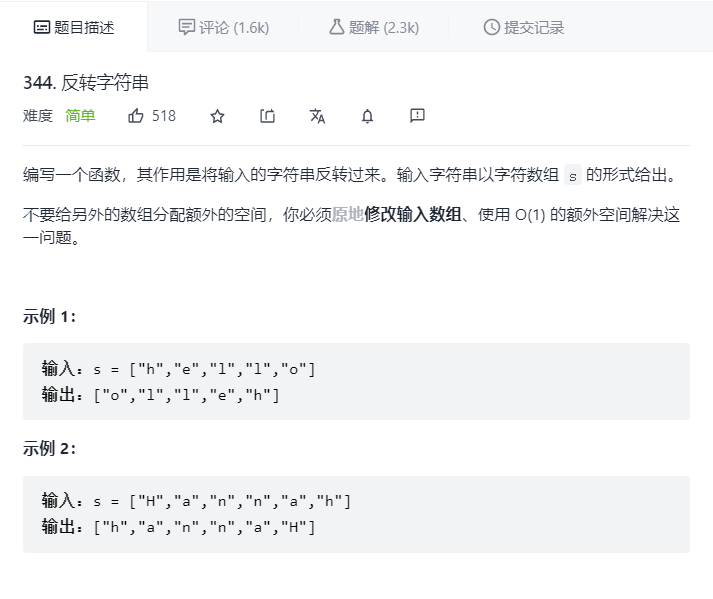 题目描述 评论 (1.6k) 题解 (2.3k) 提交记录
344. 反转字符串
难度 简单 518
编写一个函数，其作用是将输入的字符串反转过来。输入字符串以字符数组 s 的形式给出。
不要给另外的数组分配额外的空间，你必须原地修改输入数组、使用 O(1) 的额外空间解决这
一问题。
示例 1：
输入：s = ["h","e","l","l","o"]
输出：["o","l","l","e","h"]
示例 2：
输入：s = ["H","a","n","n","a","h"]
输出：["h","a","n","n","a","H"]